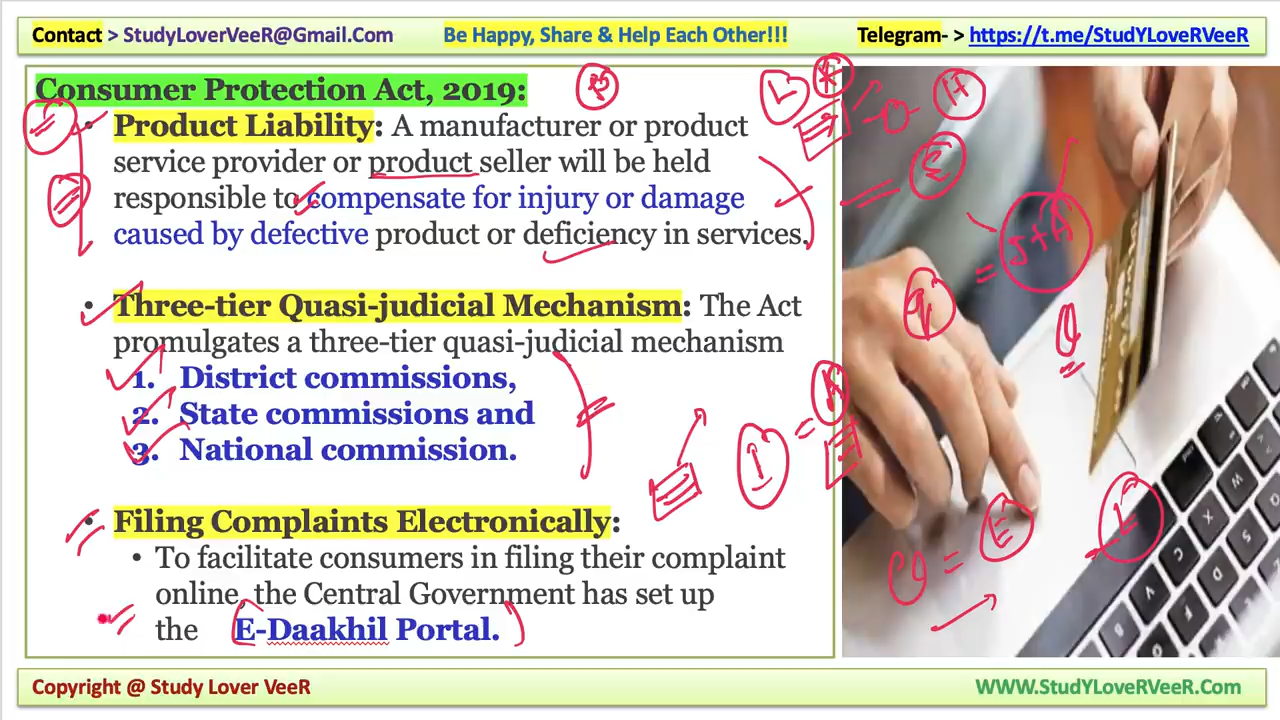 Contact > StudyLoverVeeR@Gmail.Com Be Happy, Share & Help Each Other!!! Telegram- > https://t.me/StudYLoveRVeeR
Consumer Protection Act, 2019:
• Product Liability: A manufacturer or product
service provider or product seller will be held
responsible to compensate for injury or damage
caused by defective product or deficiency in services.
• Three-tier Quasi-judicial Mechanism: The Act
promulgates a three-tier quasi-judicial mechanism
1. District commissions,
2. State commissions and
3. National commission.
• Filing Complaints Electronically:
• To facilitate consumers in filing their complaint
online, the Central Government has set up
the E-Daakhil Portal.
Copyright @ Study Lover VeeR WWW.StudYLoveRVeeR.Com